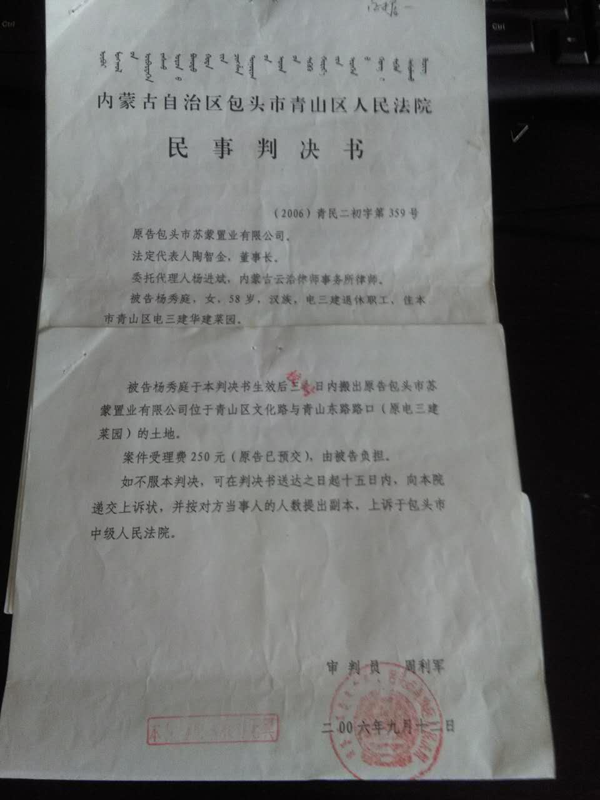 内蒙古自治区包头市青山区人民法院
民事判决书
（2006）青民二初字第359号
原告包头市苏蒙置业有限公司。
法定代表人陶智金，董事长。
委托代理人杨进斌，内蒙古云浩律师事务所律师。
被告杨秀庭，女，58岁，汉族，电三建退休职工，住本
市青山区电三建华建菜园。
被告杨秀庭于本判决书生效后三十日内搬出原告包头市苏
蒙置业有限公司位于青山区文化路与青山东路路口（原电三建
菜园）的土地。
案件受理费250元（原告已预交），由被告负担。
如不服本判决，可在判决书送达之日起十五日内，向本院
递交上诉状，并按对方当事人的人数提出副本，上诉于包头市
中级人民法院。
审判员 周利军
二00六年九月十二日